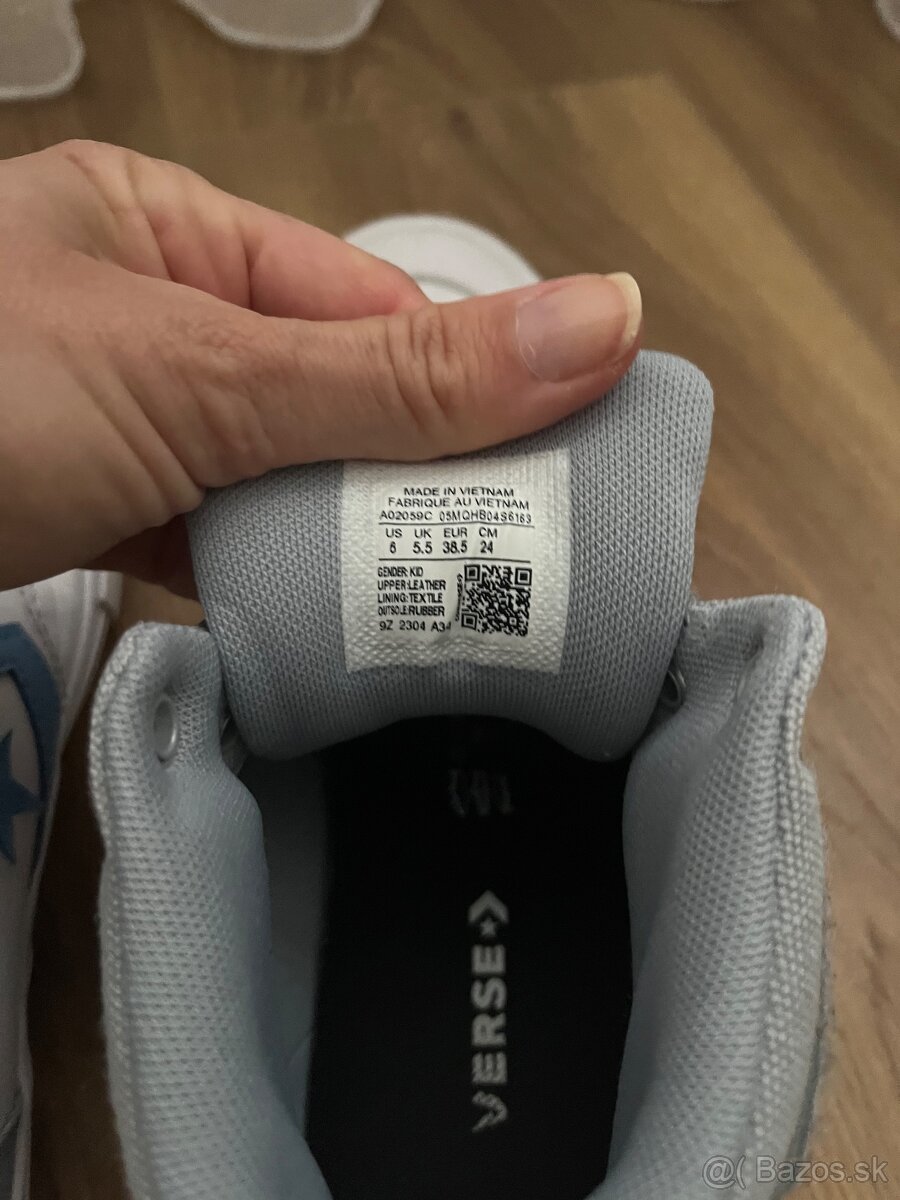 MADE IN VIETNAM
FABRIQUE AU VIETNAM
A02059C 05MQHB04S6163
US UK EUR CM
6 5.5 38.5 24
GENDER:KID
UPPER:LEATHER
LINING:TEXTILE
OUTSOLE:RUBBER
9Z 2304 A34
VERSE
@( Bazos.sk